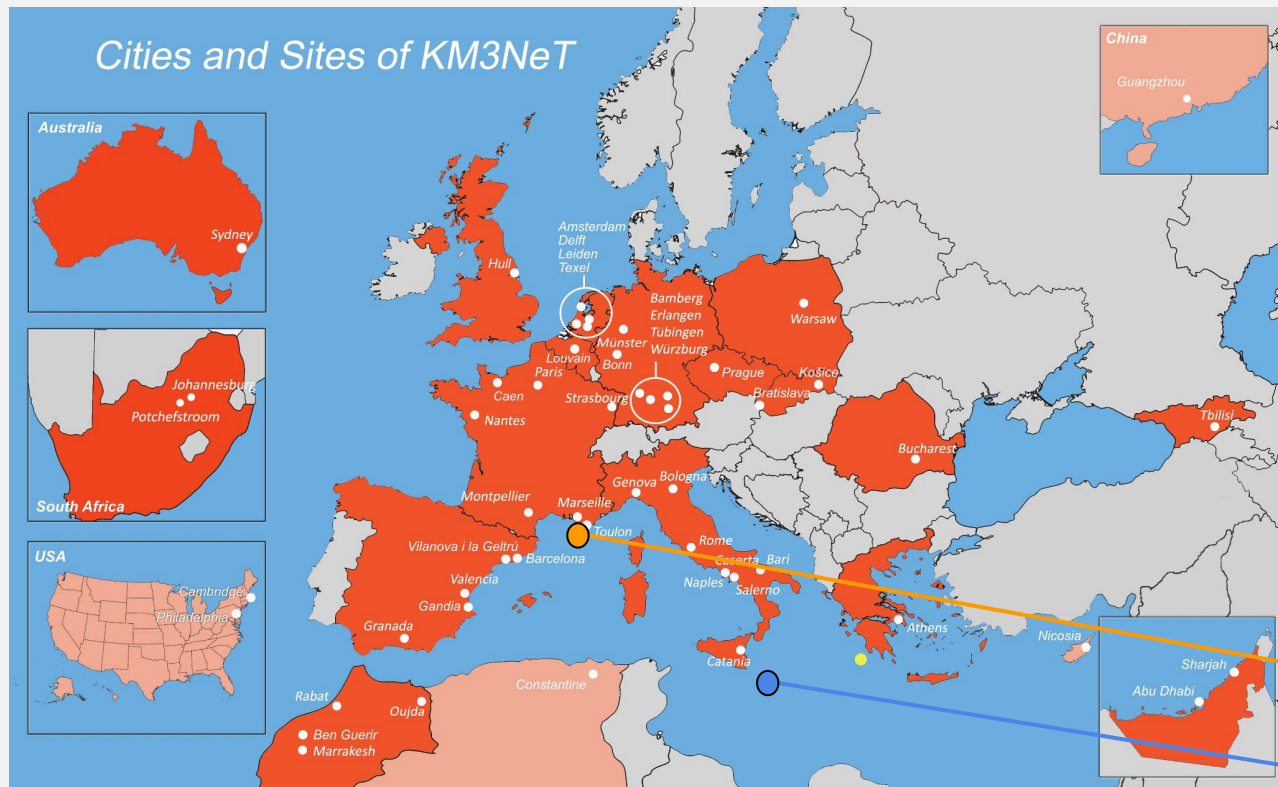 Cities and Sites of KM3NeT
China
Guangzhou
Australia
Sydney
Johannesburg
Potchefstroom
South Africa
USA
Cambridge
Philadelphia
Amsterdam
Delft
Leiden
Texel
Hull
Bamberg
Erlangen
Tübingen
Würzburg
Warsaw
Münster
Louvain
Bonn
Paris
Prague
Košice
Caen
Strasbourg
Bratislava
Nantes
Tbilisi
Bucharest
Genova
Bologna
Montpellier
Marseille
Toulon
Rome
Vilanova i la Geltrú
Barcelona
Caserta
Bari
Naples
Salerno
Valencia
Gandia
Granada
Athens
Nicosia
Catania
Sharjah
Abu Dhabi
Constantine
Rabat
Oujda
Ben Guerir
Marrakesh